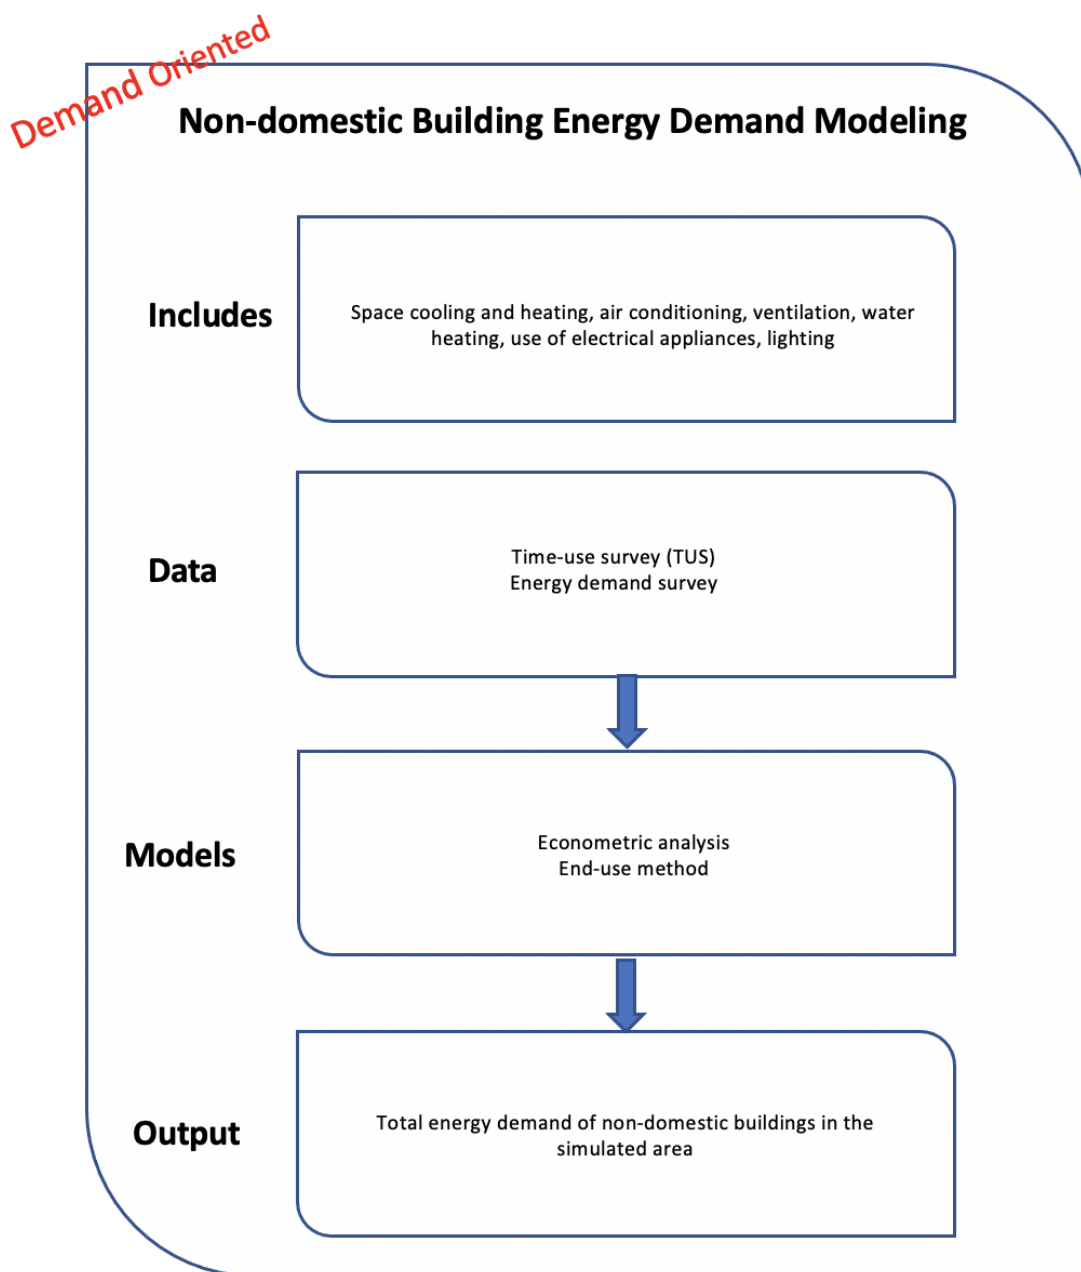 Demand Oriented
Non-domestic Building Energy Demand Modeling
Includes
Space cooling and heating, air conditioning, ventilation, water
heating, use of electrical appliances, lighting
Data
Time-use survey (TUS)
Energy demand survey
Models
Econometric analysis
End-use method
Output
Total energy demand of non-domestic buildings in the
simulated area